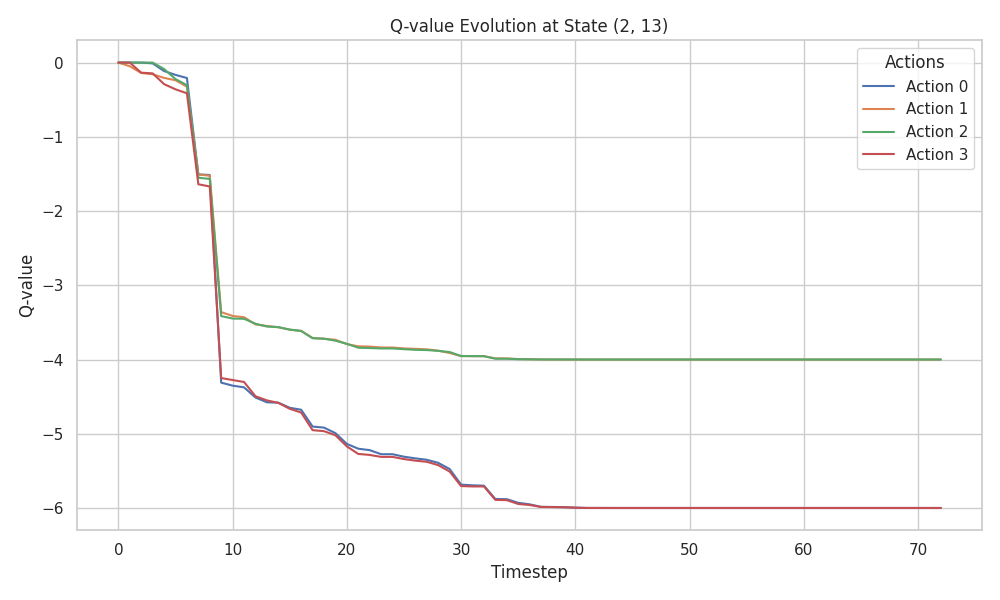 Q-value Evolution at State (2, 13)
Actions
Action 0
Action 1
Action 2
Action 3
Q-value
0
−1
−2
−3
−4
−5
−6
0 10 20 30 40 50 60 70
Timestep